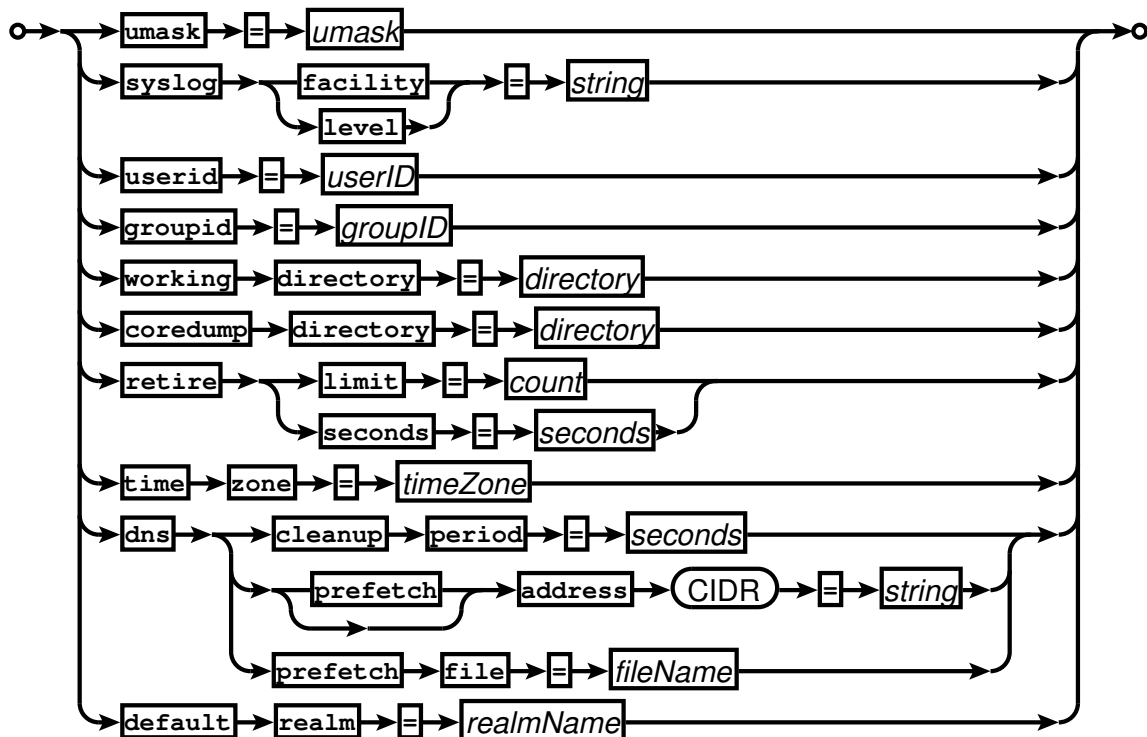 umask = umask
syslog facility = string
level
userid = userID
groupid = groupID
working directory = directory
coredump directory = directory
retire limit = count
seconds = seconds
time zone = timeZone
dns cleanup period = seconds
prefetch address CIDR = string
prefetch file = fileName
default realm = realmName